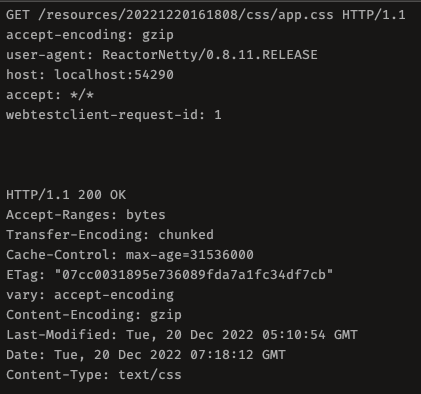 GET /resources/20221220161808/css/app.css HTTP/1.1
accept-encoding: gzip
user-agent: ReactorNetty/0.8.11.RELEASE
host: localhost:54290
accept: */*
webtestclient-request-id: 1
HTTP/1.1 200 OK
Accept-Ranges: bytes
Transfer-Encoding: chunked
Cache-Control: max-age=31536000
ETag: "07cc0031895e736089fda7a1fc34df7cb"
vary: accept-encoding
Content-Encoding: gzip
Last-Modified: Tue, 20 Dec 2022 05:10:54 GMT
Date: Tue, 20 Dec 2022 07:18:12 GMT
Content-Type: text/css